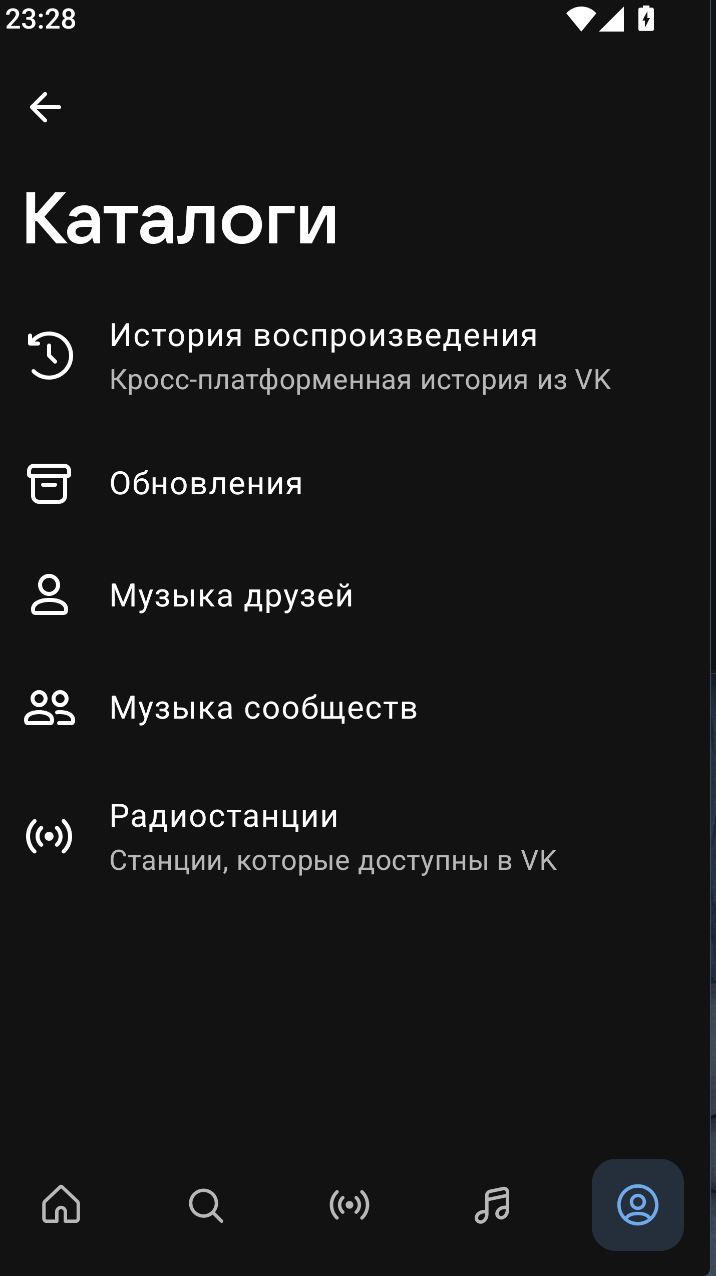 23:28
Каталоги
История воспроизведения
Кросс-платформенная история из VK
Обновления
Музыка друзей
Музыка сообществ
Радиостанции
Станции, которые доступны в VK